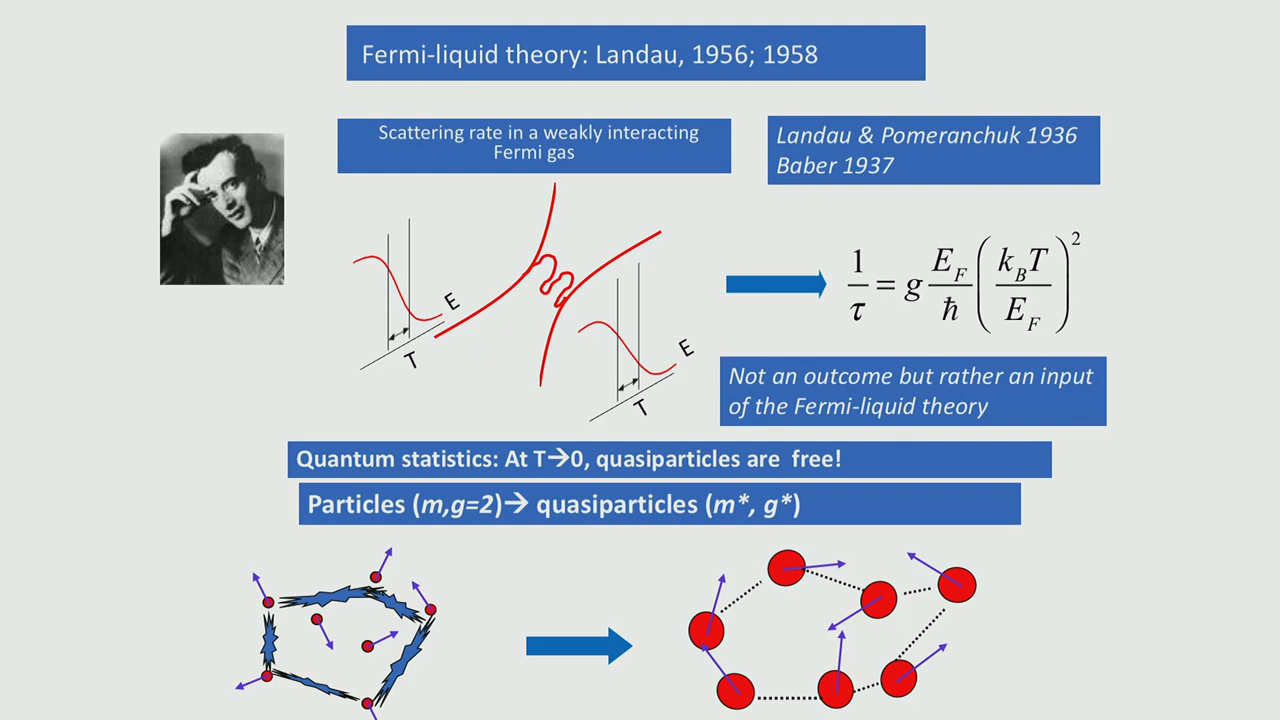 Fermi-liquid theory: Landau, 1956; 1958
Scattering rate in a weakly interacting
Fermi gas
Landau & Pomeranchuk 1936
Baber 1937
E
T
E
T
1/τ = g E_F/ħ (k_B T/E_F)^2
Not an outcome but rather an input
of the Fermi-liquid theory
Quantum statistics: At T→0, quasiparticles are free!
Particles (m,g=2)→ quasiparticles (m*, g*)